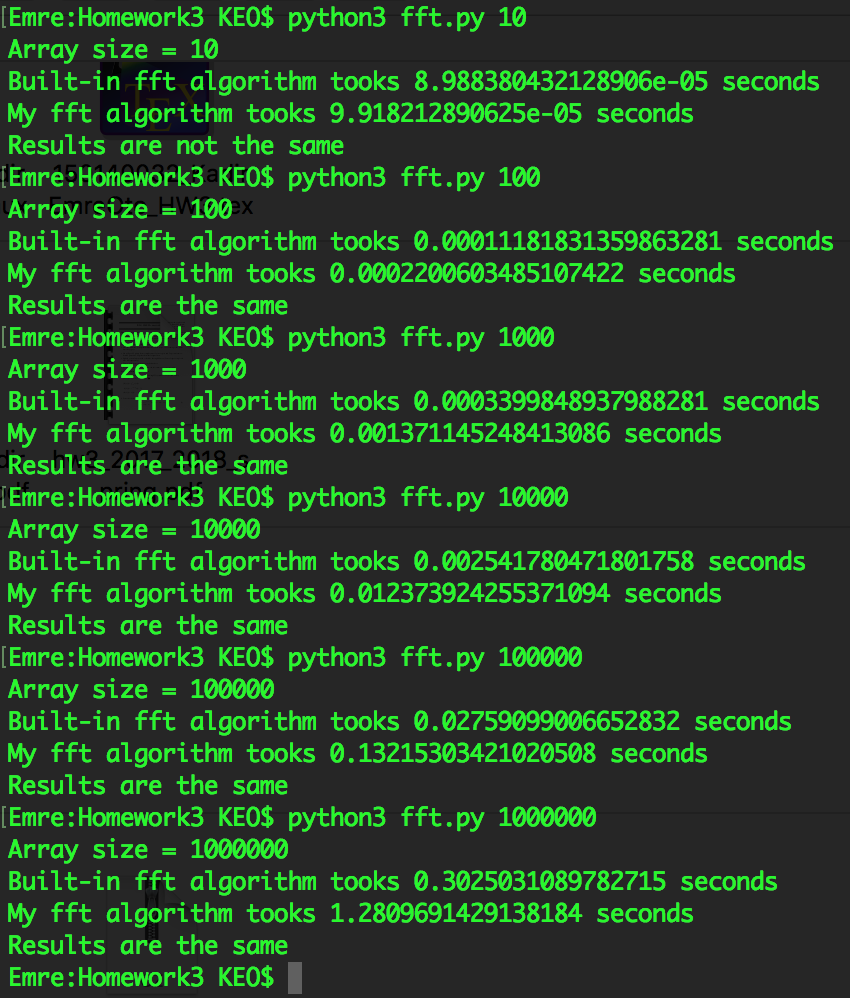 [Emre:Homework3 KEO$ python3 fft.py 10
Array size = 10
Built-in fft algorithm tooks 8.988380432128906e-05 seconds
My fft algorithm tooks 9.918212890625e-05 seconds
Results are not the same
[Emre:Homework3 KEO$ python3 fft.py 100
Array size = 100
Built-in fft algorithm tooks 0.00011181831359863281 seconds
My fft algorithm tooks 0.0002200603485107422 seconds
Results are the same
[Emre:Homework3 KEO$ python3 fft.py 1000
Array size = 1000
Built-in fft algorithm tooks 0.0003399848937988281 seconds
My fft algorithm tooks 0.001371145248413086 seconds
Results are the same
[Emre:Homework3 KEO$ python3 fft.py 10000
Array size = 10000
Built-in fft algorithm tooks 0.002541780471801758 seconds
My fft algorithm tooks 0.012373924255371094 seconds
Results are the same
[Emre:Homework3 KEO$ python3 fft.py 100000
Array size = 100000
Built-in fft algorithm tooks 0.02759099006652832 seconds
My fft algorithm tooks 0.13215303421020508 seconds
Results are the same
[Emre:Homework3 KEO$ python3 fft.py 1000000
Array size = 1000000
Built-in fft algorithm tooks 0.3025031089782715 seconds
My fft algorithm tooks 1.2809691429138184 seconds
Results are the same
Emre:Homework3 KEO$